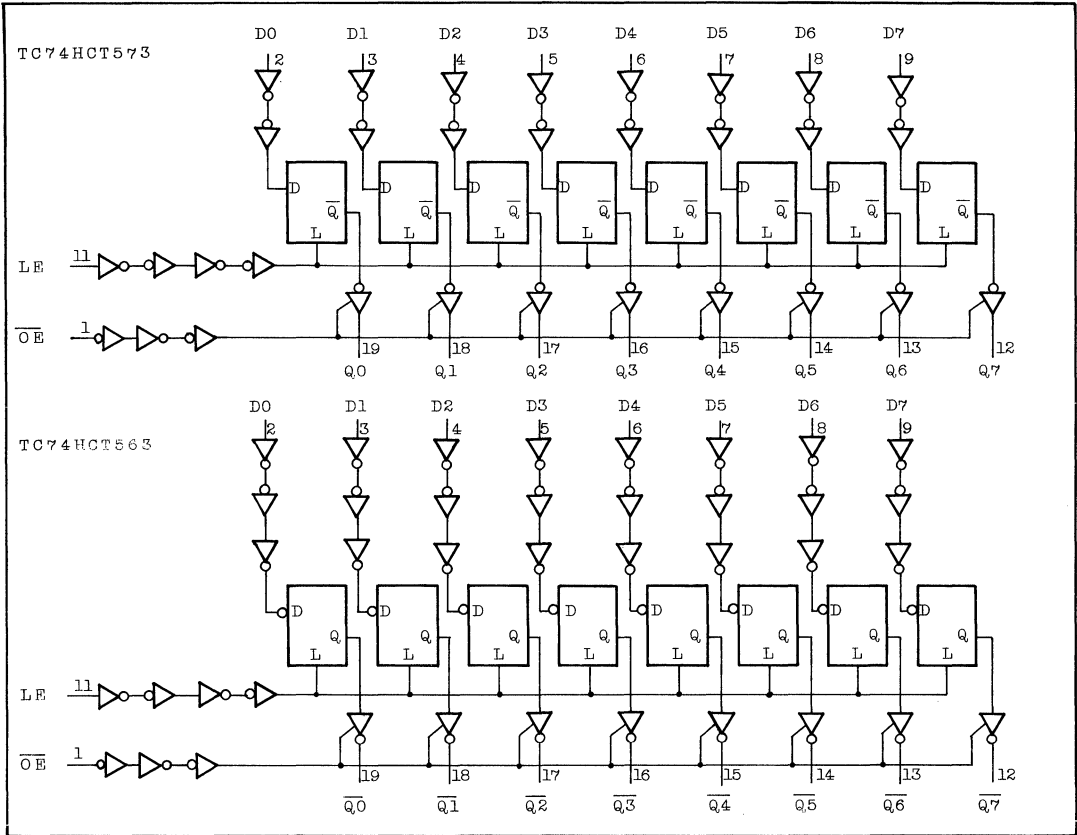 D0 D1 D2 D3 D4 D5 D6 D7
TC74HCT573
2 3 4 5 6 7 8 9
D D D D D D D D
Q̅ Q̅ Q̅ Q̅ Q̅ Q̅ Q̅ Q̅
L L L L L L L L
LE 11
O̅E̅ 1
19 18 17 16 15 14 13 12
Q0 Q1 Q2 Q3 Q4 Q5 Q6 Q7
D0 D1 D2 D3 D4 D5 D6 D7
2 3 4 5 6 7 8 9
TC74HCT563
D D D D D D D D
Q Q Q Q Q Q Q Q
L L L L L L L L
LE 11
O̅E̅ 1
19 18 17 16 15 14 13 12
Q̅0̅ Q̅1̅ Q̅2̅ Q̅3̅ Q̅4̅ Q̅5̅ Q̅6̅ Q̅7̅